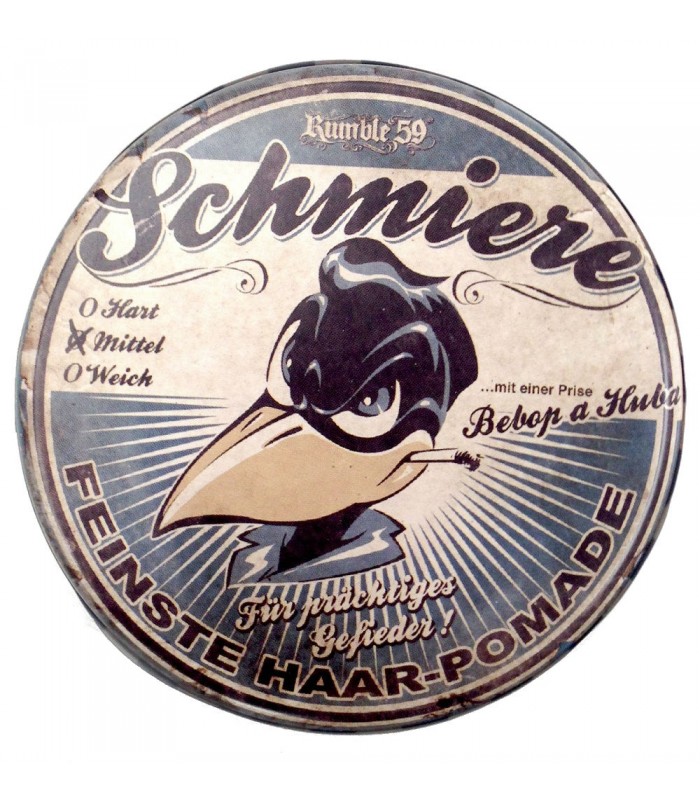 Rumble 59
Schmiere
O Hart
X Mittel
O Weich
...mit einer Prise
Bebop a Huba
Für prächtiges
Gefieder!
FEINSTE HAAR-POMADE